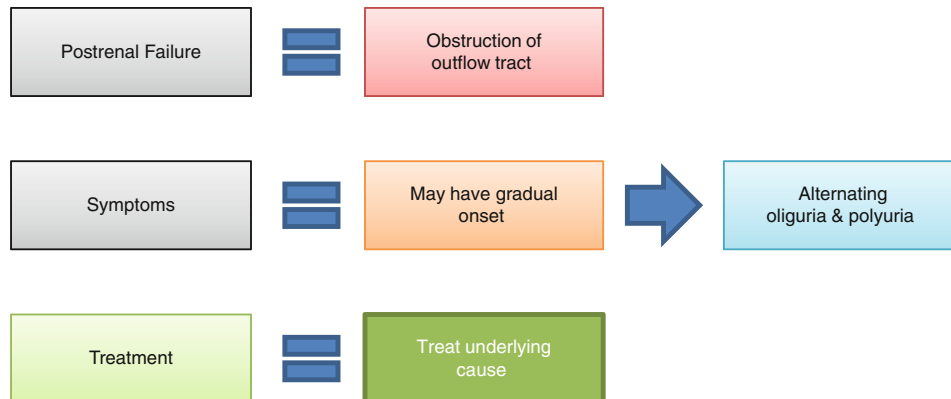 Postrenal Failure
Obstruction of
outflow tract
Symptoms
May have gradual
onset
Alternating
oliguria & polyuria
Treatment
Treat underlying
cause